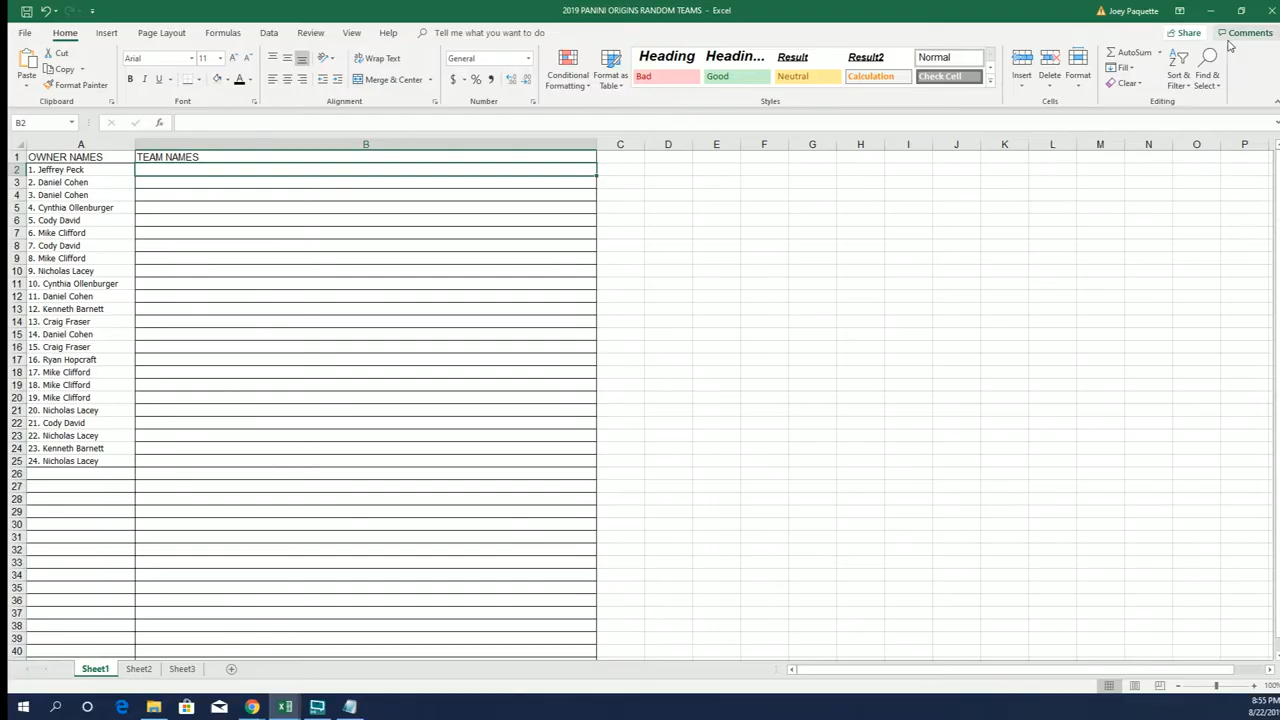 2019 PANINI ORIGINS RANDOM TEAMS - Excel
Joey Paquette
File Home Insert Page Layout Formulas Data Review View Help Tell me what you want to do
Share Comments
Paste
Cut
Copy
Format Painter
Clipboard
Arial 11
B I U
Font
Wrap Text
Merge & Center
Alignment
General
$ % ,
Number
Conditional Formatting
Format as Table
Heading Headin... Result Result2 Normal
Bad Good Neutral Calculation Check Cell
Styles
Insert Delete Format
Cells
AutoSum
Fill
Clear
Sort & Filter
Find & Select
Editing
B2
fx
A B C D E F G H I J K L M N O P
1 OWNER NAMES TEAM NAMES
2 1. Jeffrey Peck
3 2. Daniel Cohen
4 3. Daniel Cohen
5 4. Cynthia Ollenburger
6 5. Cody David
7 6. Mike Clifford
8 7. Cody David
9 8. Mike Clifford
10 9. Nicholas Lacey
11 10. Cynthia Ollenburger
12 11. Daniel Cohen
13 12. Kenneth Barnett
14 13. Craig Fraser
15 14. Daniel Cohen
16 15. Craig Fraser
17 16. Ryan Hopcraft
18 17. Mike Clifford
19 18. Mike Clifford
20 19. Mike Clifford
21 20. Nicholas Lacey
22 21. Cody David
23 22. Nicholas Lacey
24 23. Kenneth Barnett
25 24. Nicholas Lacey
26
27
28
29
30
31
32
33
34
35
36
37
38
39
40
Sheet1 Sheet2 Sheet3
100%
8:55 PM
8/22/201